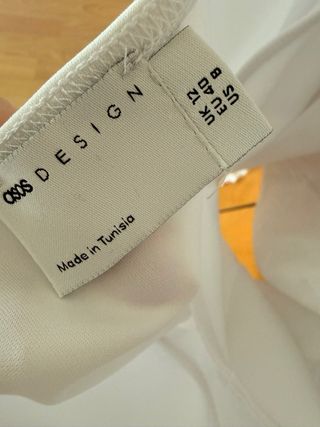 asos DESIGN
Made in Tunisia
UK 12
EU 40
US 8